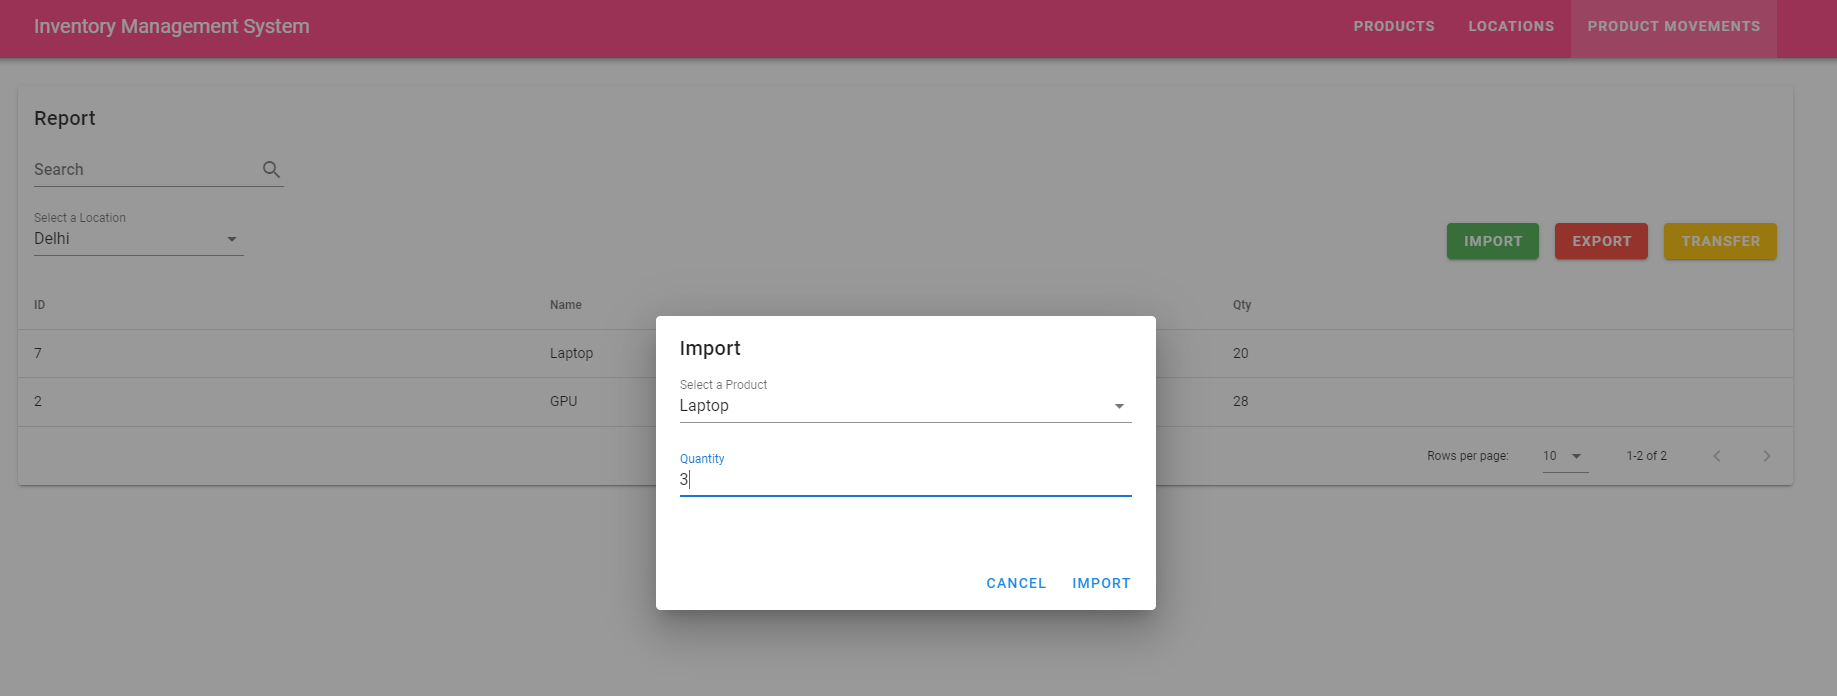 Inventory Management System PRODUCTS LOCATIONS PRODUCT MOVEMENTS
Report
Search
Select a Location
Delhi
IMPORT EXPORT TRANSFER
ID Name Qty
7 Laptop 20
2 GPU 28
Rows per page: 10 1-2 of 2
Import
Select a Product
Laptop
Quantity
3
CANCEL IMPORT